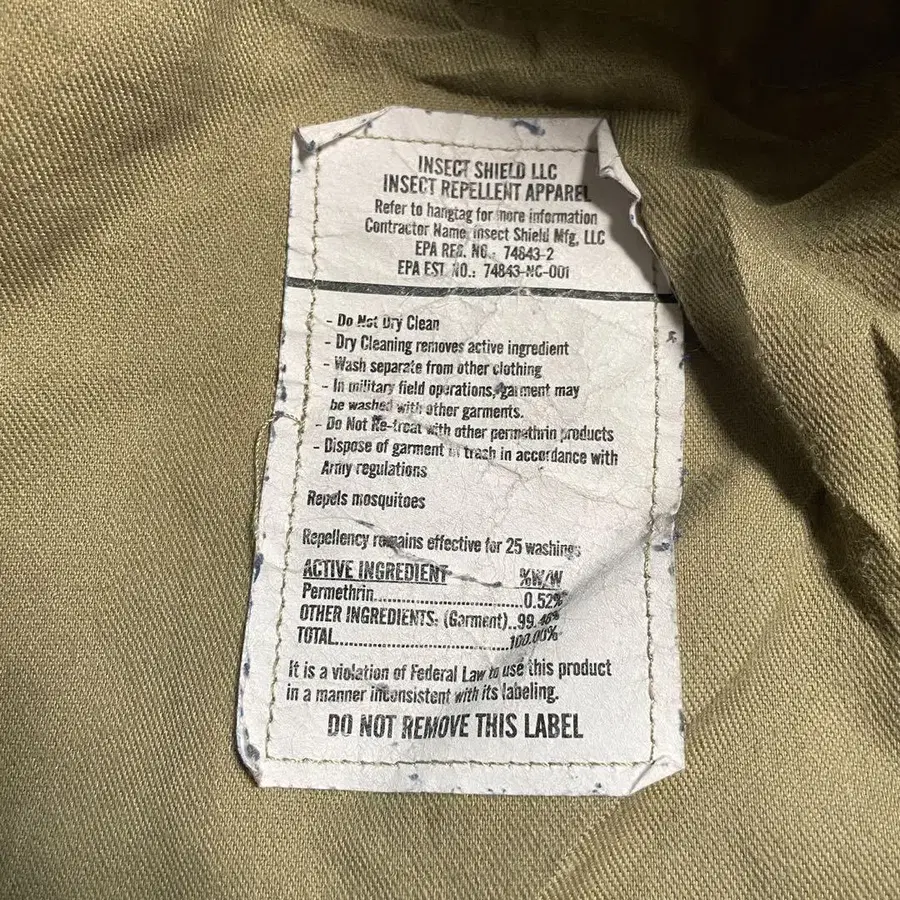 INSECT SHIELD LLC
INSECT REPELLENT APPAREL
Refer to hangtag for more information
Contractor Name: Insect Shield Mfg, LLC
EPA REG. NO.: 74843-2
EPA EST. NO.: 74843-NC-001
- Do Not Dry Clean
- Dry Cleaning removes active ingredient
- Wash separate from other clothing
- In military field operations, garment may
be washed with other garments.
- Do Not Re-treat with other permethrin products
- Dispose of garment in trash in accordance with
Army regulations
Repels mosquitoes
Repellency remains effective for 25 washings
ACTIVE INGREDIENT %W/W
Permethrin..............................0.52%
OTHER INGREDIENTS: (Garment)..99.48%
TOTAL....................................100.00%
It is a violation of Federal Law to use this product
in a manner inconsistent with its labeling.
DO NOT REMOVE THIS LABEL